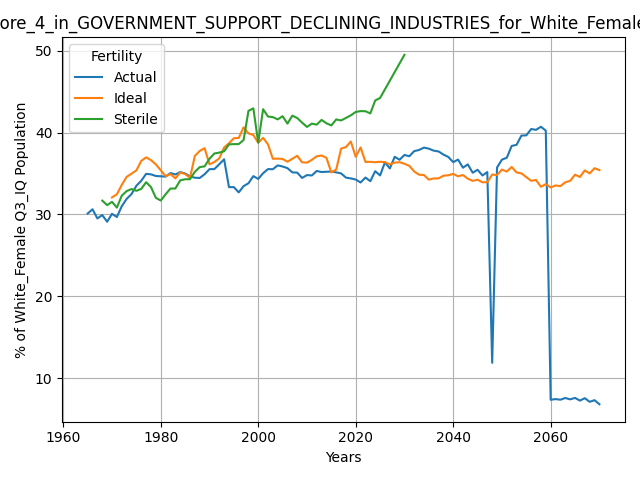 ore_4_in_GOVERNMENT_SUPPORT_DECLINING_INDUSTRIES_for_White_Female
Fertility
Actual
Ideal
Sterile
% of White_Female Q3_IQ Population
50
40
30
20
10
1960
1980
2000
2020
2040
2060
Years